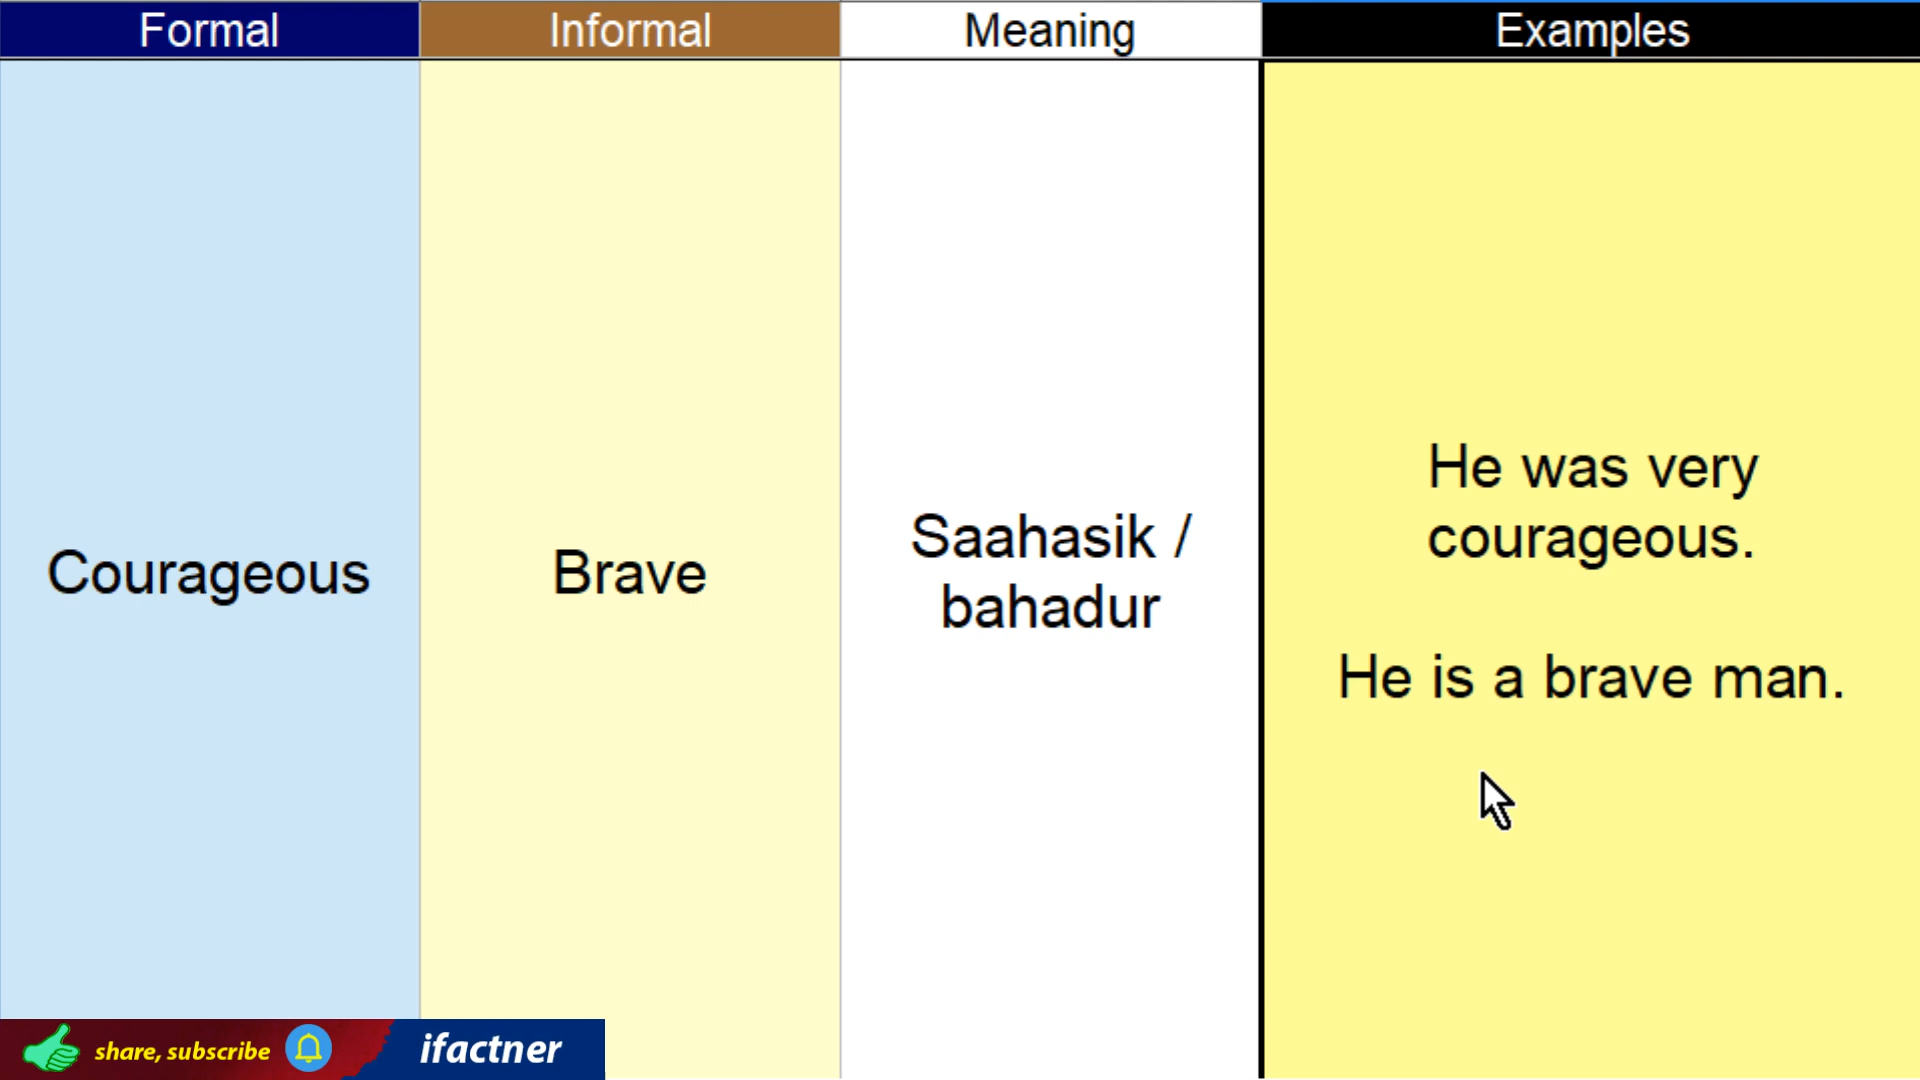 Formal Informal Meaning Examples
Courageous
Brave
Saahasik /
bahadur
He was very
courageous.
He is a brave man.
share, subscribe
ifactner